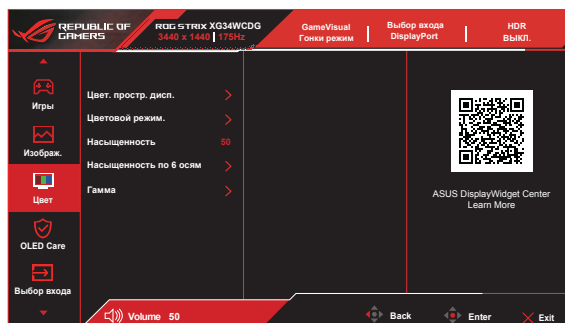 REPUBLIC OF
GAMERS
ROG STRIX XG34WCDG
3440 x 1440 175Hz
GameVisual
Гонки режим
Выбор входа
DisplayPort
HDR
ВЫКЛ.
Игры
Изображ.
Цвет
OLED Care
Выбор входа
Цвет. простр. дисп.
Цветовой режим.
Насыщенность 50
Насыщенность по 6 осям
Гамма
ASUS DisplayWidget Center
Learn More
Volume 50
Back
Enter
Exit